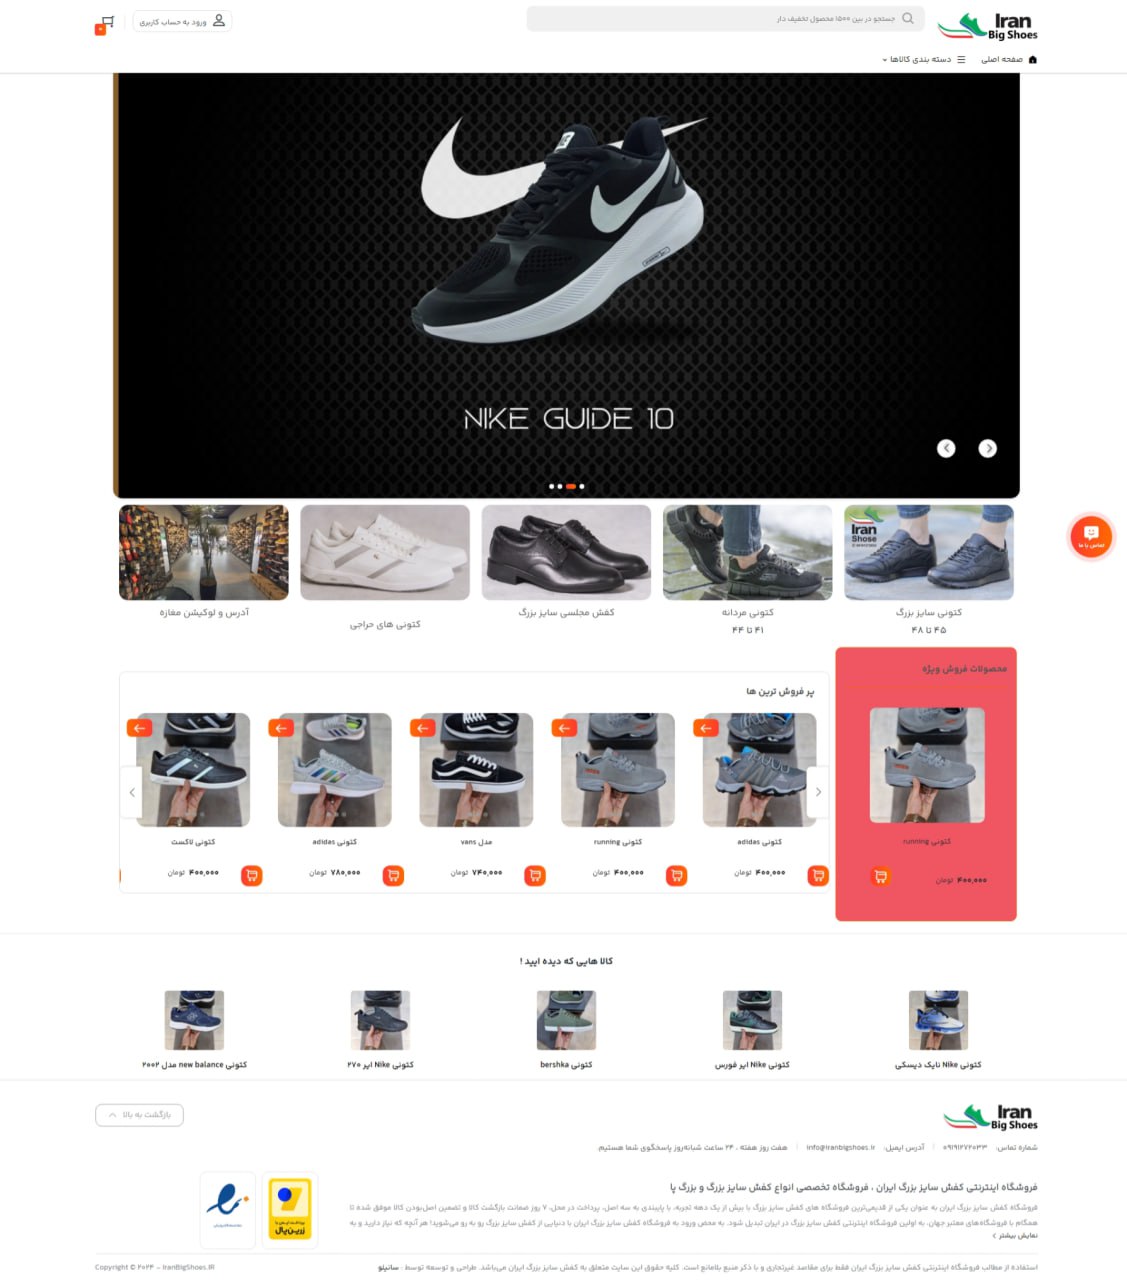 Iran
Big Shoes
جستجو در بین ۱۵۰۰ محصول تخفیف دار
ورود به حساب کاربری
صفحه اصلی
دسته بندی کالاها
NIKE
NIKE GUIDE 10
تماس با ما
Iran
Shose
کتونی سایز بزرگ
۴۵ تا ۴۸
کتونی مردانه
۴۱ تا ۴۴
کفش مجلسی سایز بزرگ
کتونی های حراجی
آدرس و لوکیشن مغازه
محصولات فروش ویژه
کتونی running
۴۰۰,۰۰۰ تومان
پر فروش ترین ها
کتونی adidas
۴۰۰,۰۰۰ تومان
کتونی running
۴۰۰,۰۰۰ تومان
مدل vans
۷۴۰,۰۰۰ تومان
کتونی adidas
۷۸۰,۰۰۰ تومان
کتونی لاکست
۴۰۰,۰۰۰ تومان
کالا هایی که دیده ایید !
کتونی Nike نایک دیسکی
کتونی Nike ایر فورس
کتونی bershka
کتونی Nike ایر ۲۷۰
کتونی new balance مدل ۲۰۰۲
Iran
Big Shoes
بازگشت به بالا
شماره تماس: ۰۹۱۹۱۲۷۲۰۳۳
آدرس ایمیل: info@iranbigshoes.ir
هفت روز هفته ، ۲۴ ساعت شبانه‌روز پاسخگوی شما هستیم
فروشگاه اینترنتی کفش سایز بزرگ ایران ، فروشگاه تخصصی انواع کفش سایز بزرگ و بزرگ پا
فروشگاه کفش سایز بزرگ ایران به عنوان یکی از قدیمی‌ترین فروشگاه های کفش سایز بزرگ با بیش از یک دهه تجربه، با پایبندی به سه اصل، پرداخت در محل، ۷ روز ضمانت بازگشت کالا و تضمین اصل‌بودن کالا موفق شده تا
همگام با فروشگاه‌های معتبر جهان، به اولین فروشگاه اینترنتی کفش سایز بزرگ در ایران تبدیل شود. به محض ورود به فروشگاه کفش سایز بزرگ ایران با دنیایی از کفش سایز بزرگ رو به رو می‌شوید! هر آنچه که نیاز دارید و به
نمایش بیشتر
زرین‌پال
استفاده از مطالب فروشگاه اینترنتی کفش سایز بزرگ ایران فقط برای مقاصد غیرتجاری و با ذکر منبع بلامانع است. کلیه حقوق این سایت متعلق به کفش سایز بزرگ ایران می‌باشد. طراحی و توسعه توسط - سانیلو
Copyright © ۲۰۲۴ - IranBigShoes.IR